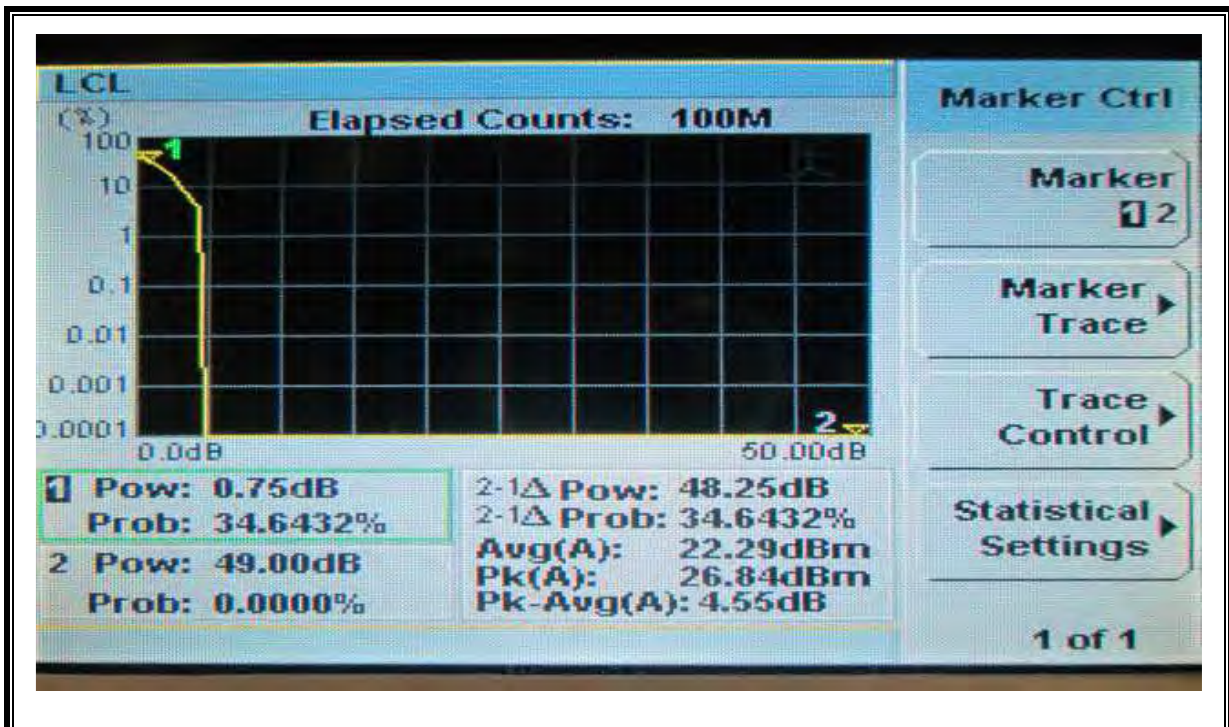 LCL
(%)
Elapsed Counts: 100M
100
1
10
1
0.1
0.01
0.001
0.0001
2
0.0dB
50.00dB
1 Pow: 0.75dB
Prob: 34.6432%
2 Pow: 49.00dB
Prob: 0.0000%
2-1Δ Pow: 48.25dB
2-1Δ Prob: 34.6432%
Avg(A): 22.29dBm
Pk(A): 26.84dBm
Pk-Avg(A): 4.55dB
Marker Ctrl
Marker
1 2
Marker
Trace
Trace
Control
Statistical
Settings
1 of 1